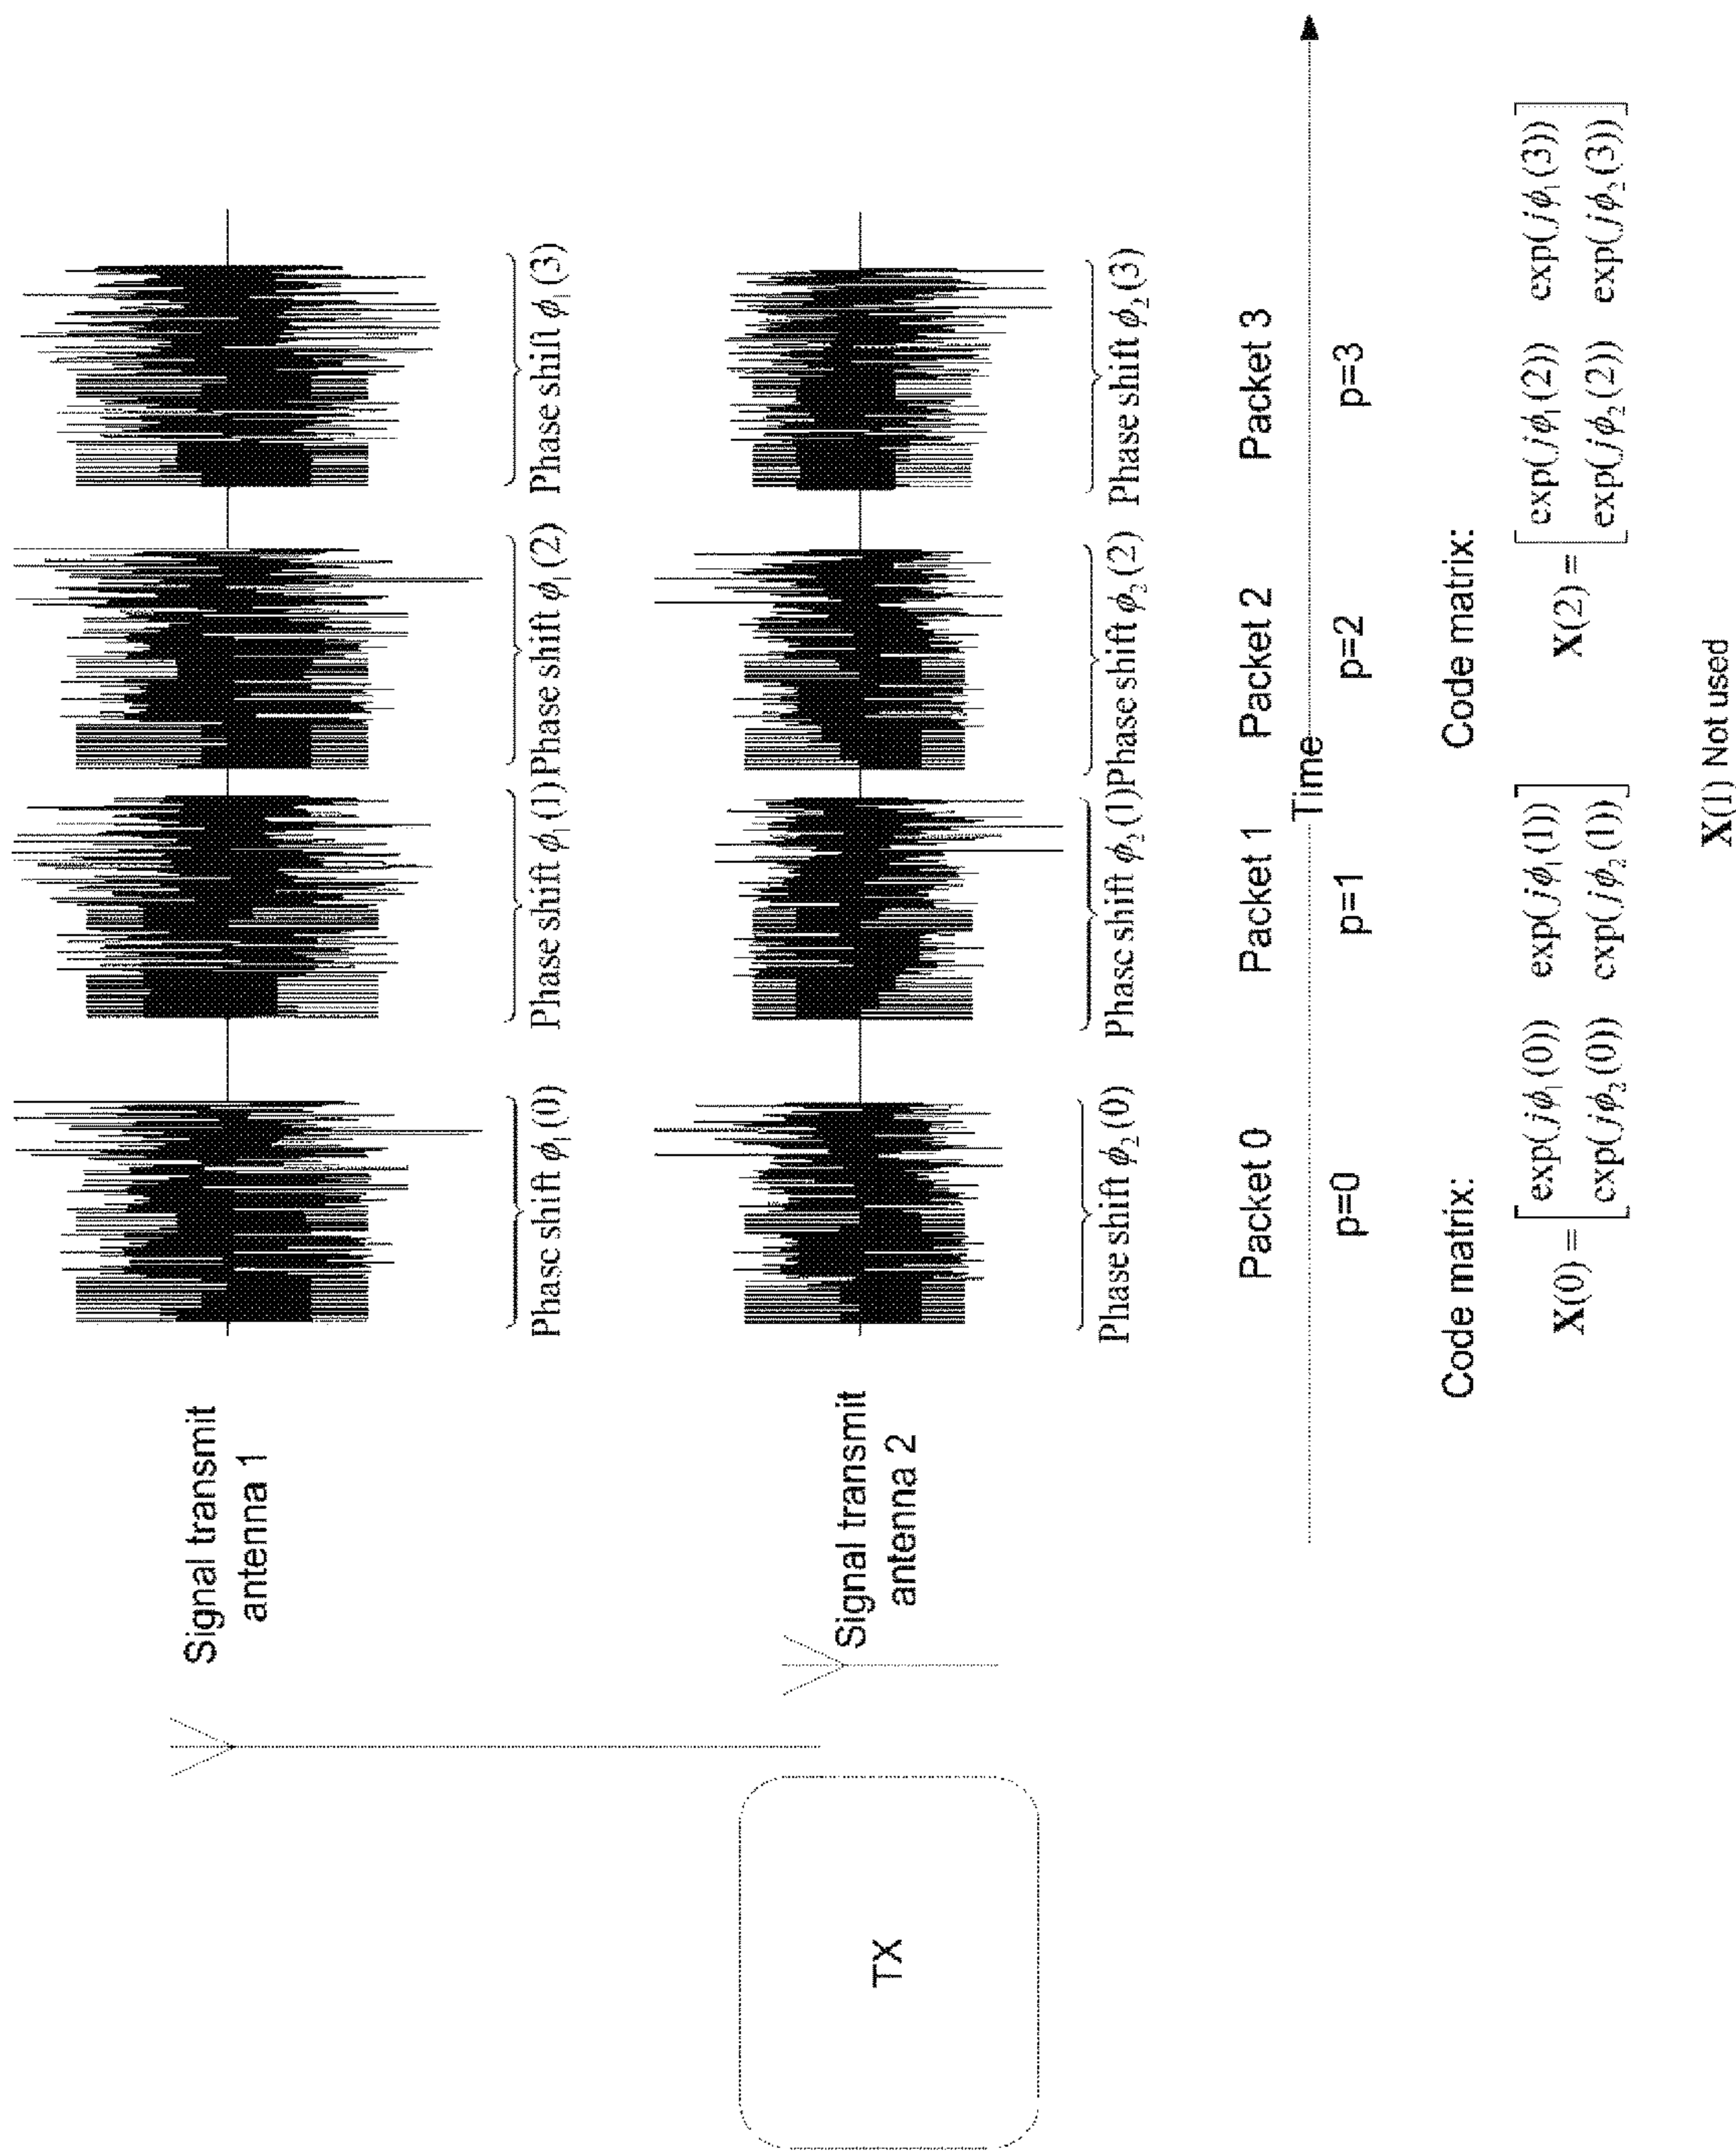 Signal transmit
antenna 1
Phase shift ϕ₁(0)
Phase shift ϕ₁(1)
Phase shift ϕ₁(2)
Phase shift ϕ₁(3)
TX
Signal transmit
antenna 2
Phase shift ϕ₂(0)
Phase shift ϕ₂(1)
Phase shift ϕ₂(2)
Phase shift ϕ₂(3)
Packet 0 Packet 1 Packet 2 Packet 3
Time
p=0 p=1 p=2 p=3
Code matrix: Code matrix:
X(0) = [exp(jϕ₁(0)) exp(jϕ₁(1))
exp(jϕ₂(0)) exp(jϕ₂(1))]
X(2) = [exp(jϕ₁(2)) exp(jϕ₁(3))
exp(jϕ₂(2)) exp(jϕ₂(3))]
X(1) Not used